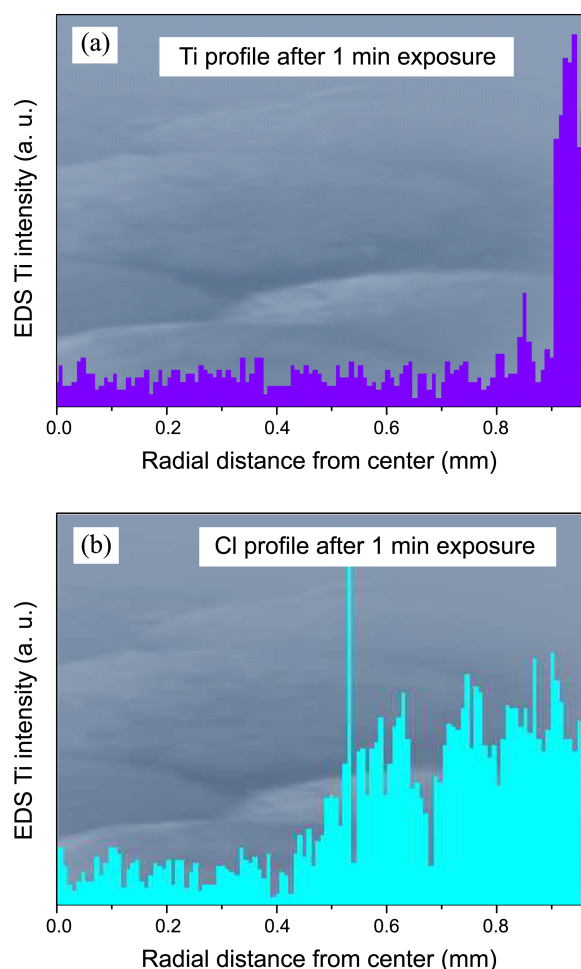 (a)
Ti profile after 1 min exposure
EDS Ti intensity (a. u.)
0.0 0.2 0.4 0.6 0.8
Radial distance from center (mm)
(b)
Cl profile after 1 min exposure
EDS Ti intensity (a. u.)
0.0 0.2 0.4 0.6 0.8
Radial distance from center (mm)